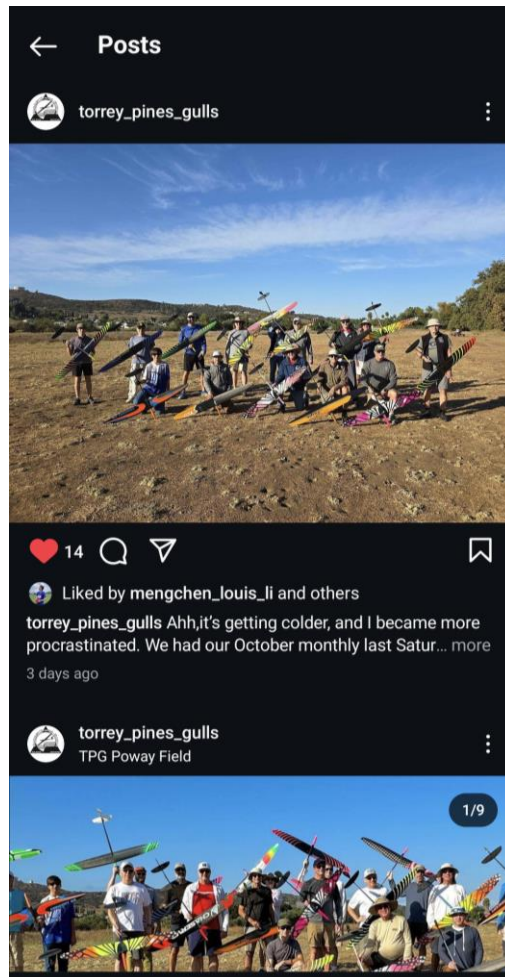 Posts
torrey_pines_gulls
14
Liked by mengchen_louis_li and others
torrey_pines_gulls Ahh,it's getting colder, and I became more
procrastinated. We had our October monthly last Satur... more
3 days ago
torrey_pines_gulls
TPG Poway Field
1/9